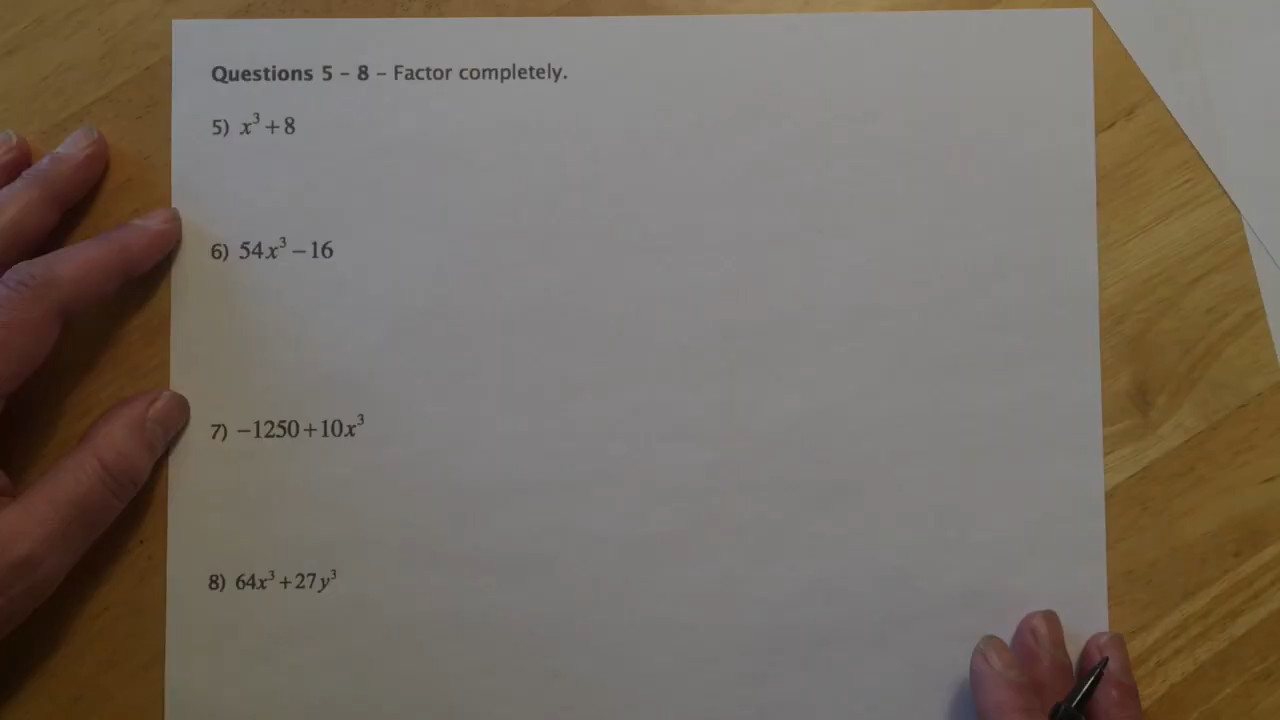 Questions 5 – 8 – Factor completely.
5) x³ + 8
6) 54x³ – 16
7) –1250 + 10x³
8) 64x³ + 27y³